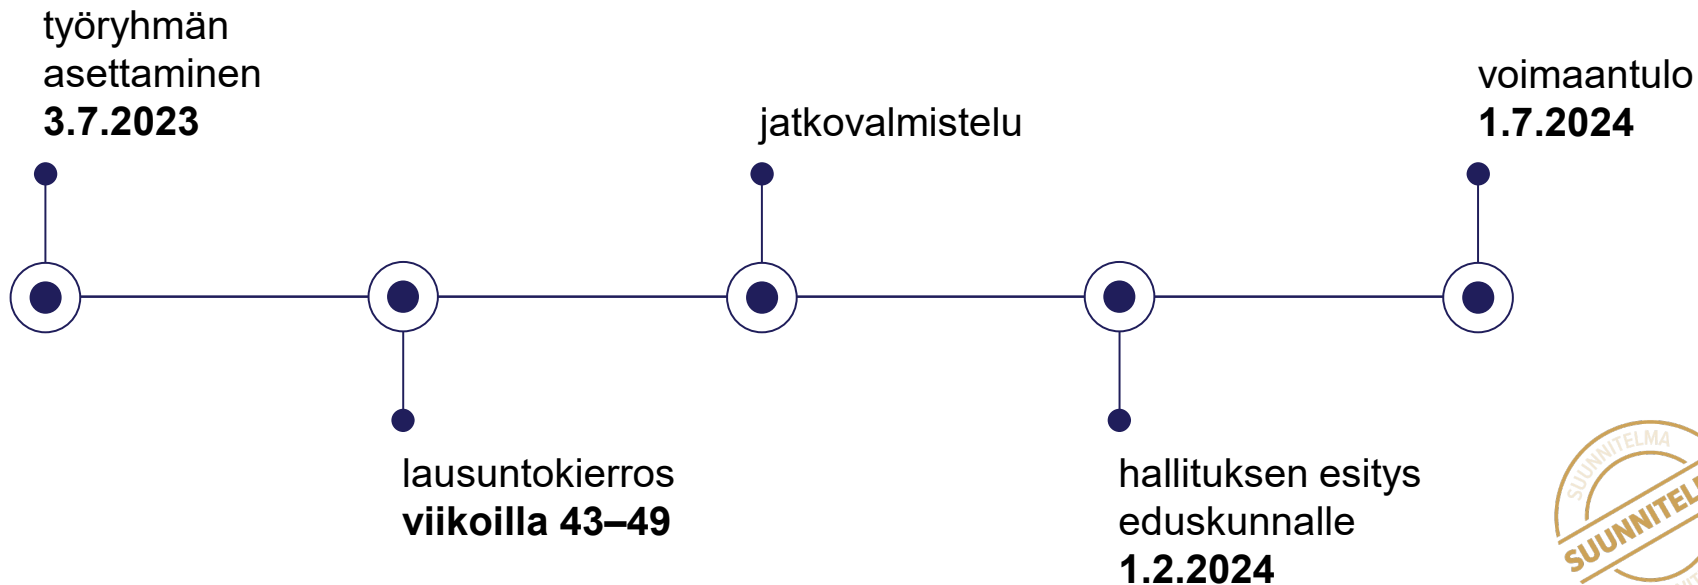 työryhmän
asettaminen
3.7.2023
lausuntokierros
viikoilla 43–49
jatkovalmistelu
hallituksen esitys
eduskunnalle
1.2.2024
voimaantulo
1.7.2024
SUUNNITELMA